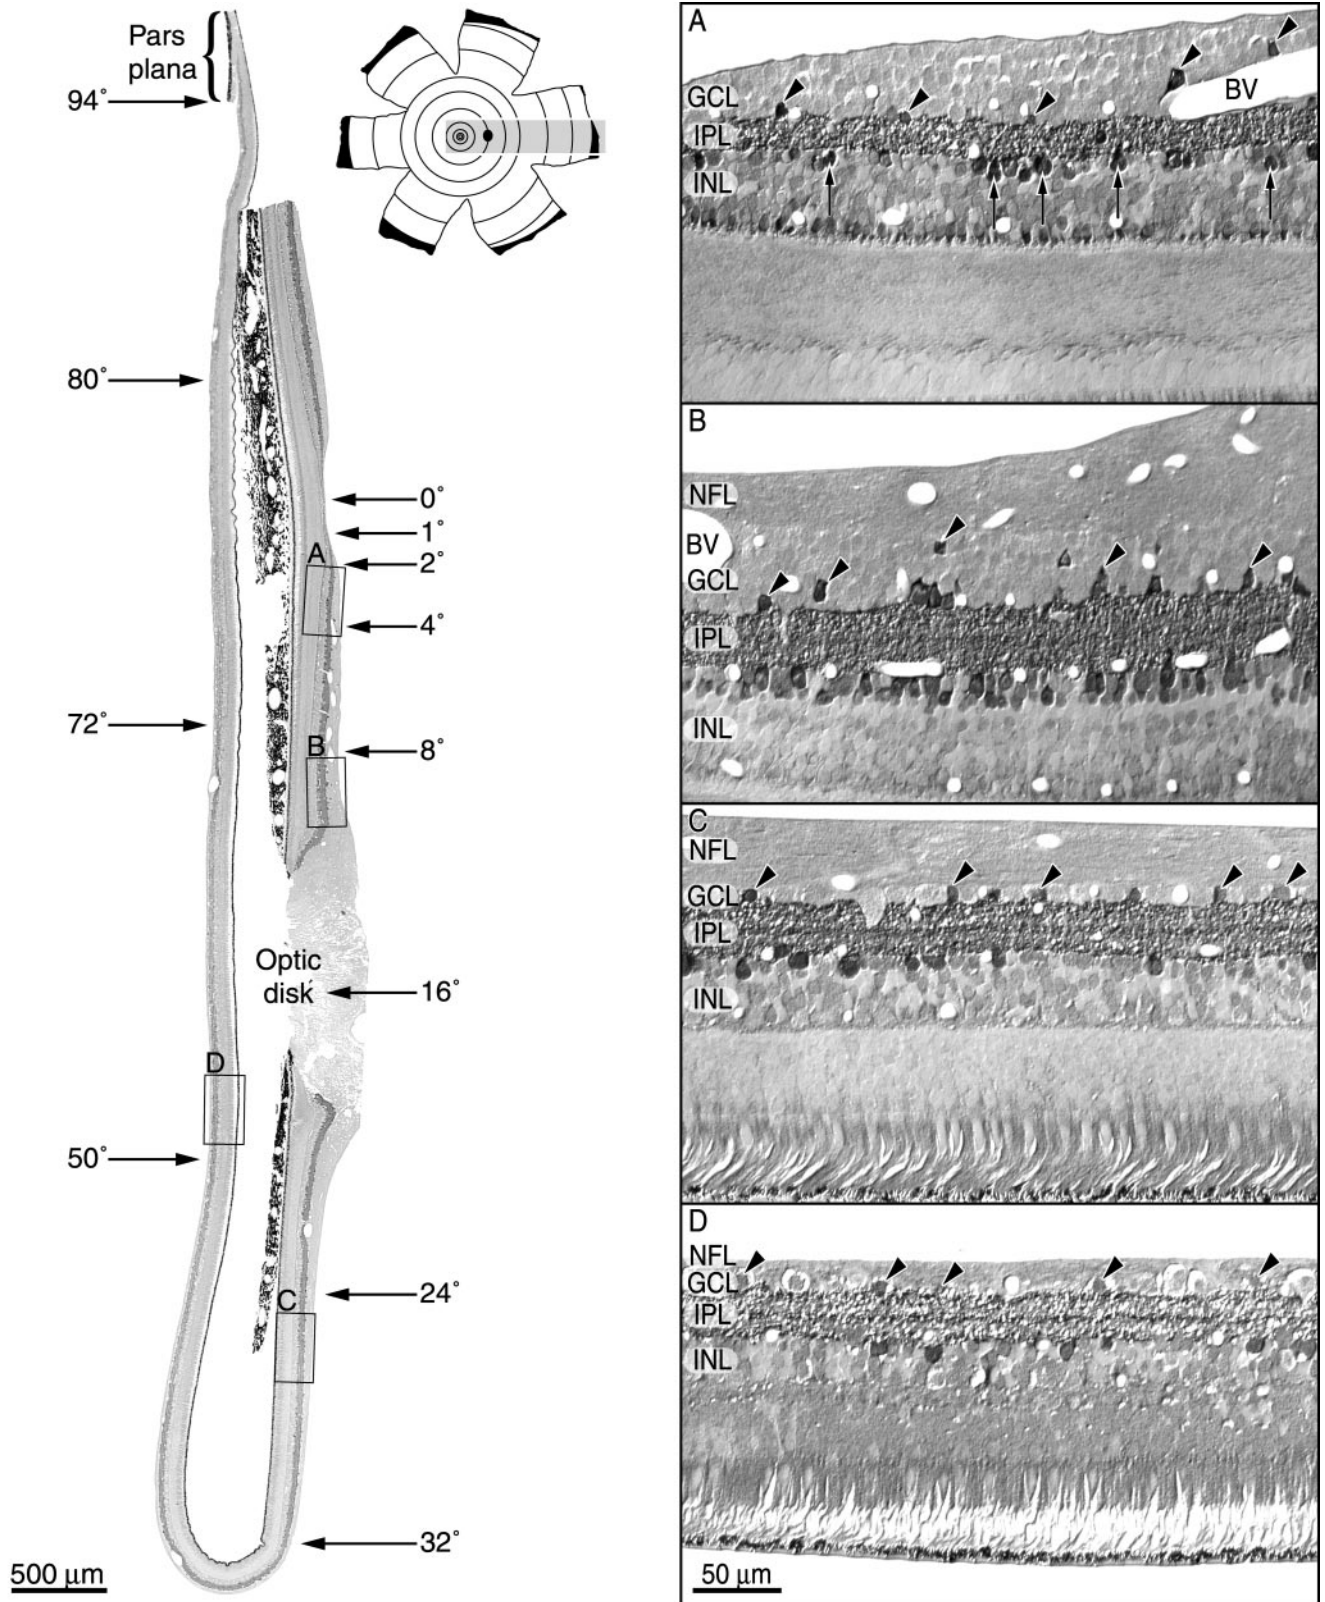 Pars
plana
94°
80°
0°
1°
A
2°
4°
72°
8°
B
Optic
disk
16°
D
50°
24°
C
32°
500 µm
A
GCL
BV
IPL
INL
B
NFL
BV
GCL
IPL
INL
C
NFL
GCL
IPL
INL
D
NFL
GCL
IPL
INL
50 µm